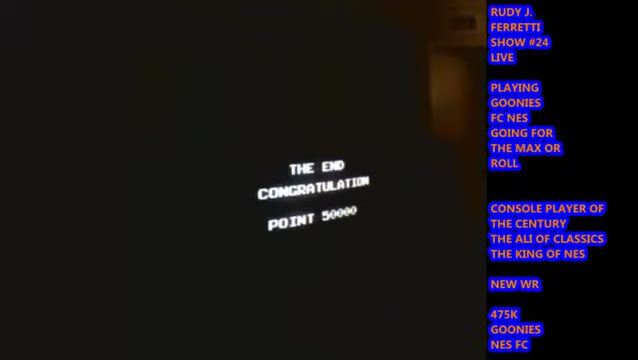 THE END
CONGRATULATION
POINT 50000
RUDY J.
FERRETTI
SHOW #24
LIVE
PLAYING
GOONIES
FC NES
GOING FOR
THE MAX OR
ROLL
CONSOLE PLAYER OF
THE CENTURY
THE ALI OF CLASSICS
THE KING OF NES
NEW WR
475K
GOONIES
NES FC